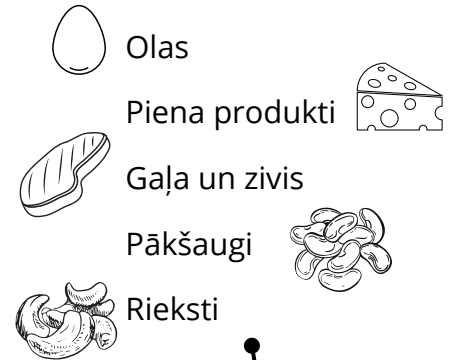 Olas
Piena produkti
Gaļa un zivis
Pākšaugi
Rieksti